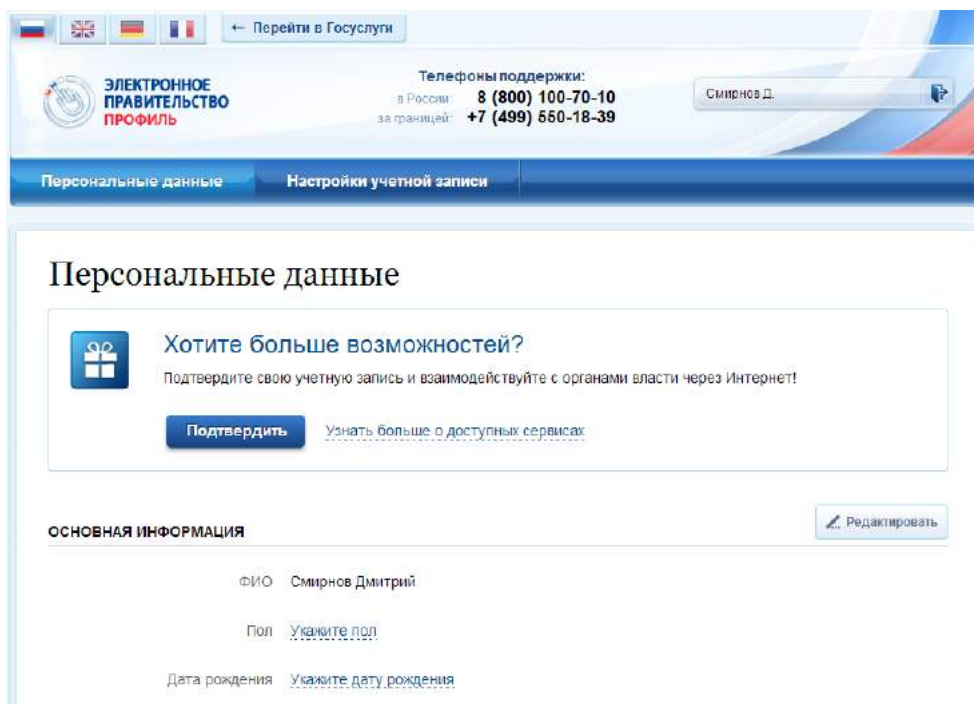 ← Перейти в Госуслуги
ЭЛЕКТРОННОЕ
ПРАВИТЕЛЬСТВО
ПРОФИЛЬ
Телефоны поддержки:
в России: 8 (800) 100-70-10
за границей: +7 (499) 550-18-39
Смирнов Д.
Персональные данные Настройки учетной записи
Персональные данные
Хотите больше возможностей?
Подтвердите свою учетную запись и взаимодействуйте с органами власти через Интернет!
Подтвердить Узнать больше о доступных сервисах
ОСНОВНАЯ ИНФОРМАЦИЯ Редактировать
ФИО Смирнов Дмитрий
Пол Укажите пол
Дата рождения Укажите дату рождения